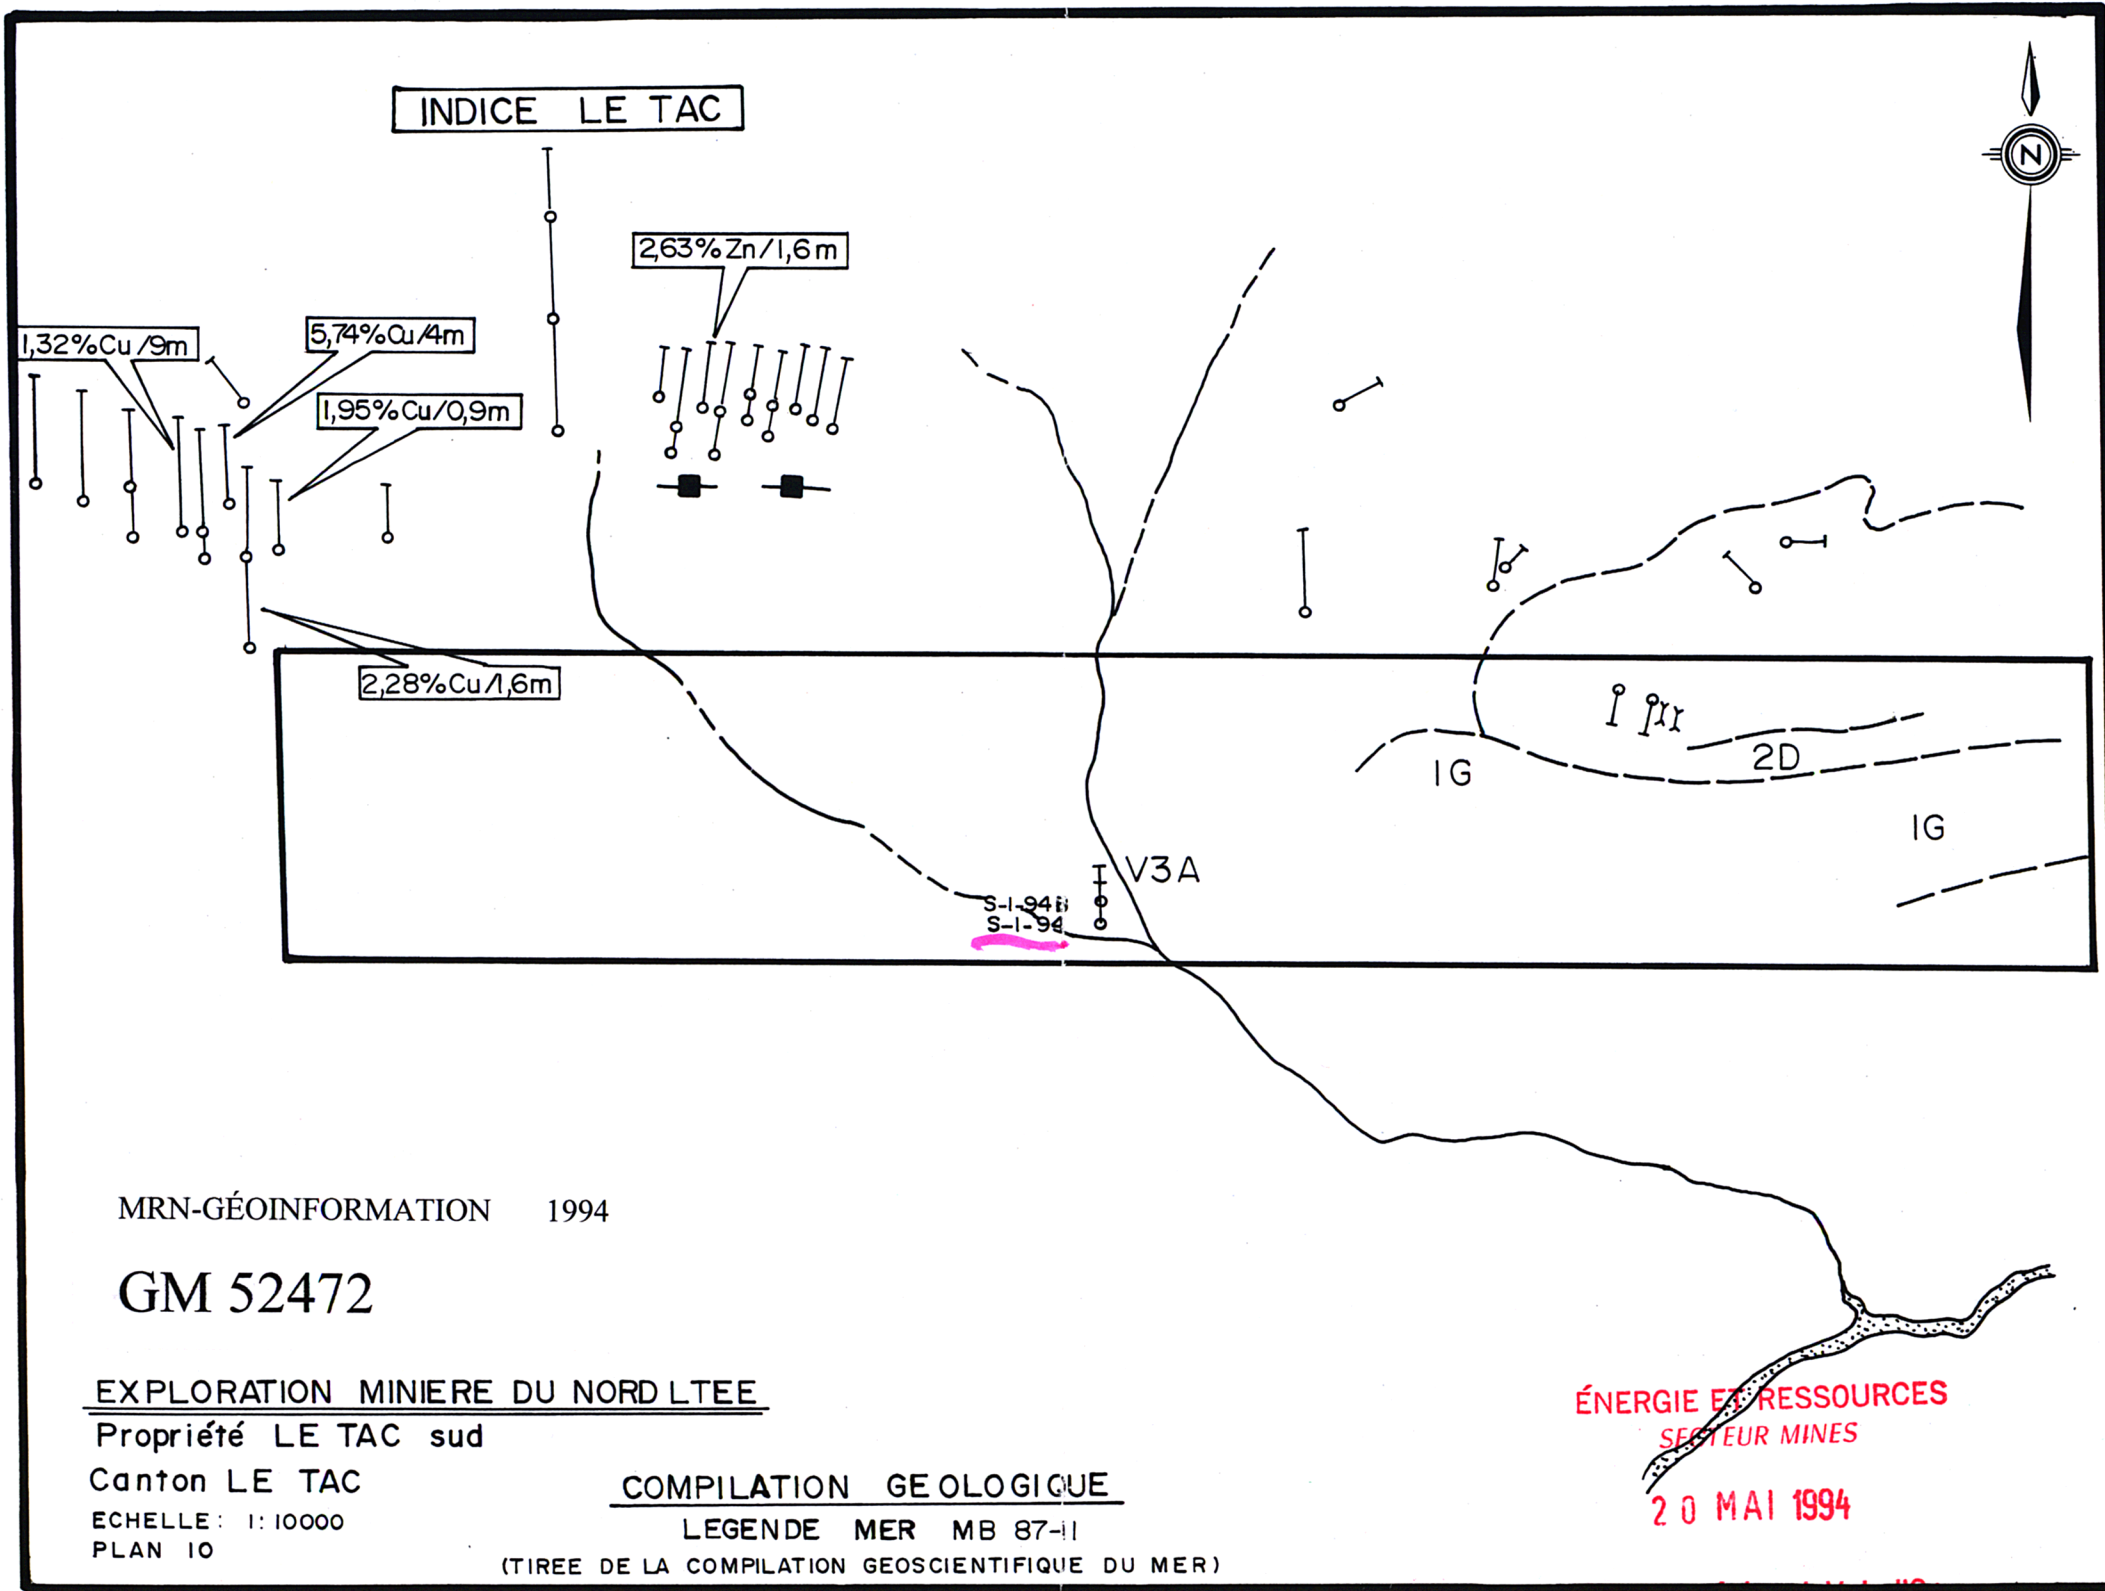 INDICE LE TAC
N
2,63%Zn/1,6m
1,32%Cu/9m
5,74%Cu/4m
1,95%Cu/0,9m
2,28%Cu/1,6m
2D
1G
1G
V3A
S-1-94B
S-1-94
MRN-GÉOINFORMATION 1994
GM 52472
EXPLORATION MINIERE DU NORD LTEE
Propriété LE TAC sud
Canton LE TAC
ECHELLE: 1:10000
PLAN 10
COMPILATION GEOLOGIQUE
LEGENDE MER MB 87-11
(TIREE DE LA COMPILATION GEOSCIENTIFIQUE DU MER)
ÉNERGIE ET RESSOURCES
SECTEUR MINES
20 MAI 1994